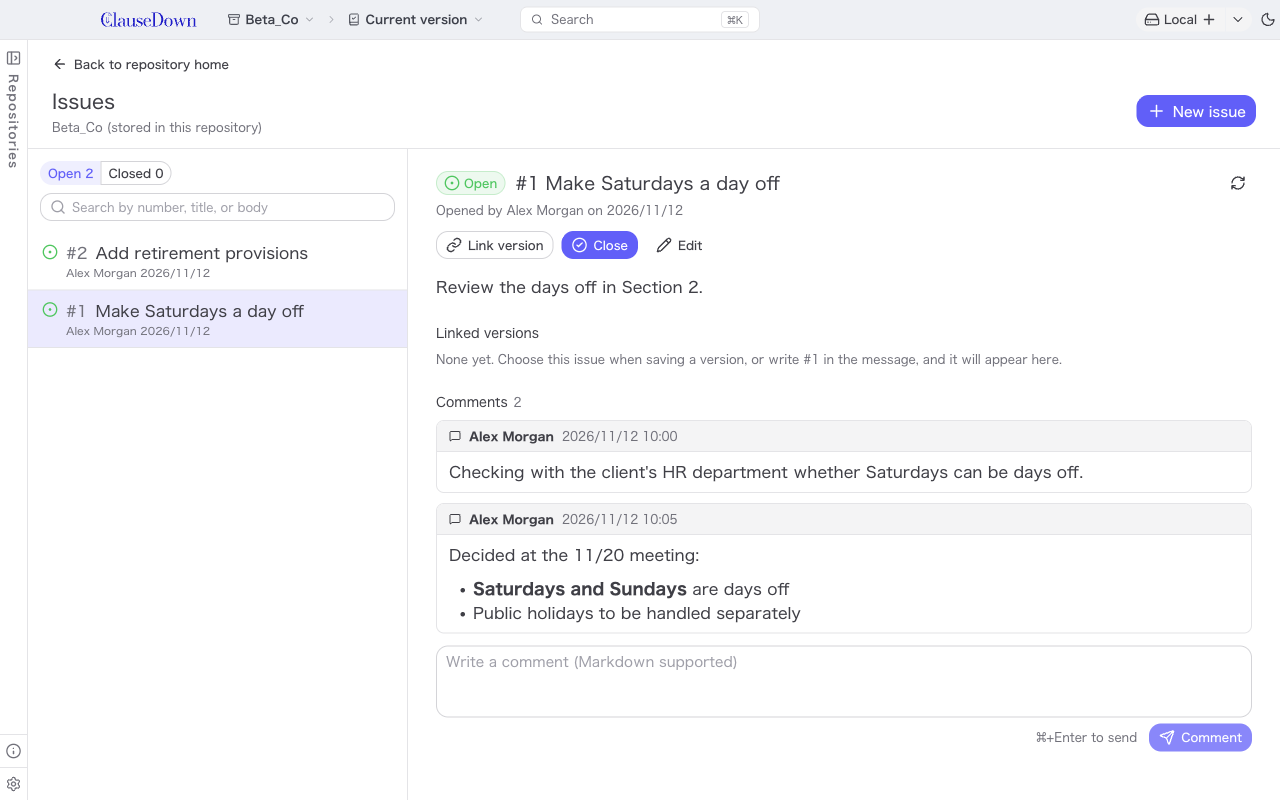 ClauseDown
Beta_Co
Current version
Search
⌘K
Local
Repositories
Back to repository home
Issues
Beta_Co (stored in this repository)
New issue
Open 2
Closed 0
Search by number, title, or body
#2 Add retirement provisions
Alex Morgan 2026/11/12
#1 Make Saturdays a day off
Alex Morgan 2026/11/12
Open
#1 Make Saturdays a day off
Opened by Alex Morgan on 2026/11/12
Link version
Close
Edit
Review the days off in Section 2.
Linked versions
None yet. Choose this issue when saving a version, or write #1 in the message, and it will appear here.
Comments 2
Alex Morgan 2026/11/12 10:00
Checking with the client's HR department whether Saturdays can be days off.
Alex Morgan 2026/11/12 10:05
Decided at the 11/20 meeting:
• Saturdays and Sundays are days off
• Public holidays to be handled separately
Write a comment (Markdown supported)
⌘+Enter to send
Comment